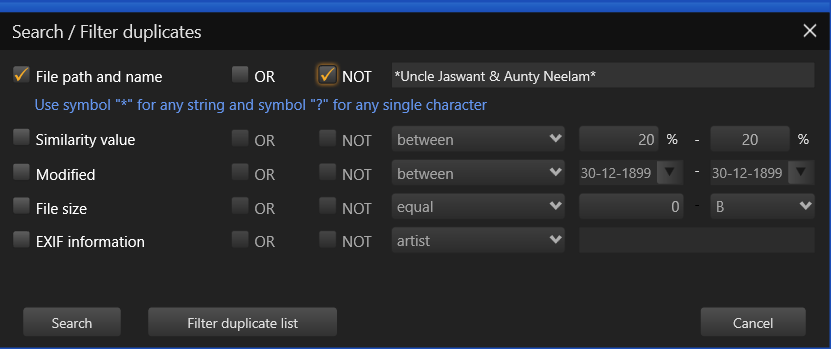 Search / Filter duplicates
File path and name OR NOT *Uncle Jaswant & Aunty Neelam*
Use symbol "*" for any string and symbol "?" for any single character
Similarity value OR NOT between 20 % - 20 %
Modified OR NOT between 30-12-1899 - 30-12-1899
File size OR NOT equal 0 - B
EXIF information OR NOT artist
Search Filter duplicate list Cancel